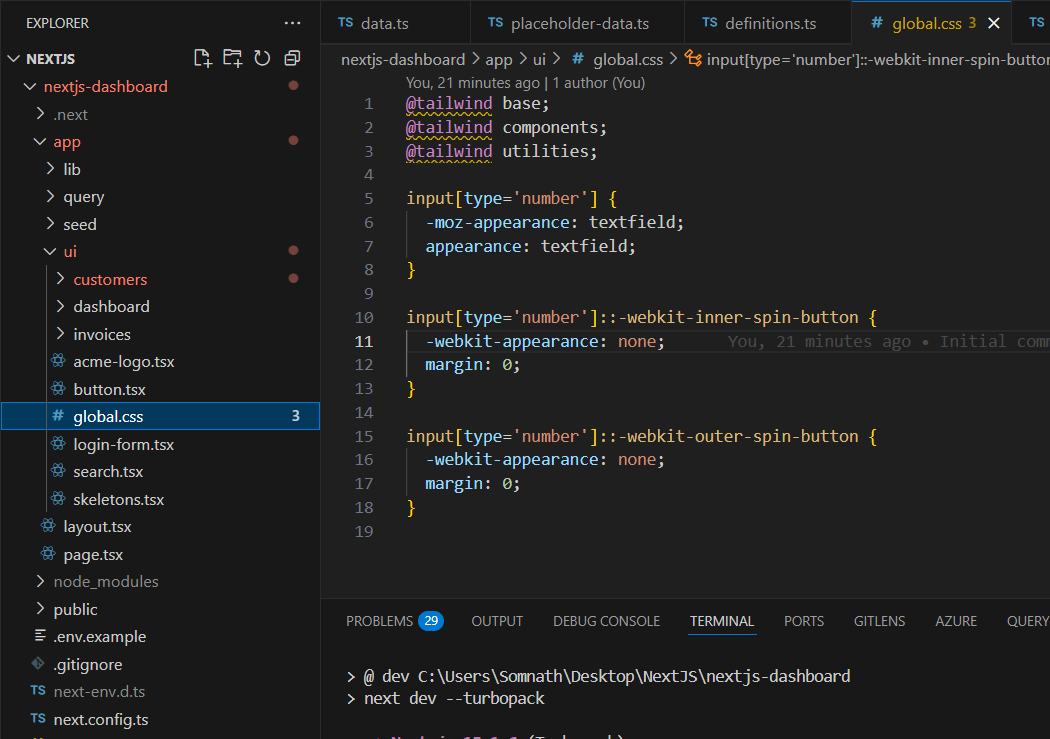 EXPLORER
NEXTJS
nextjs-dashboard
.next
app
lib
query
seed
ui
customers
dashboard
invoices
acme-logo.tsx
button.tsx
# global.css 3
login-form.tsx
search.tsx
skeletons.tsx
layout.tsx
page.tsx
node_modules
public
.env.example
.gitignore
TS next-env.d.ts
TS next.config.ts
TS data.ts TS placeholder-data.ts TS definitions.ts # global.css 3 TS
nextjs-dashboard > app > ui > # global.css > input[type='number']::-webkit-inner-spin-button
You, 21 minutes ago | 1 author (You)
1 @tailwind base;
2 @tailwind components;
3 @tailwind utilities;
4
5 input[type='number'] {
6 -moz-appearance: textfield;
7 appearance: textfield;
8 }
9
10 input[type='number']::-webkit-inner-spin-button {
11 -webkit-appearance: none; You, 21 minutes ago • Initial comm
12 margin: 0;
13 }
14
15 input[type='number']::-webkit-outer-spin-button {
16 -webkit-appearance: none;
17 margin: 0;
18 }
19
PROBLEMS 29 OUTPUT DEBUG CONSOLE TERMINAL PORTS GITLENS AZURE QUERY
> @ dev C:\Users\Somnath\Desktop\NextJS\nextjs-dashboard
> next dev --turbopack